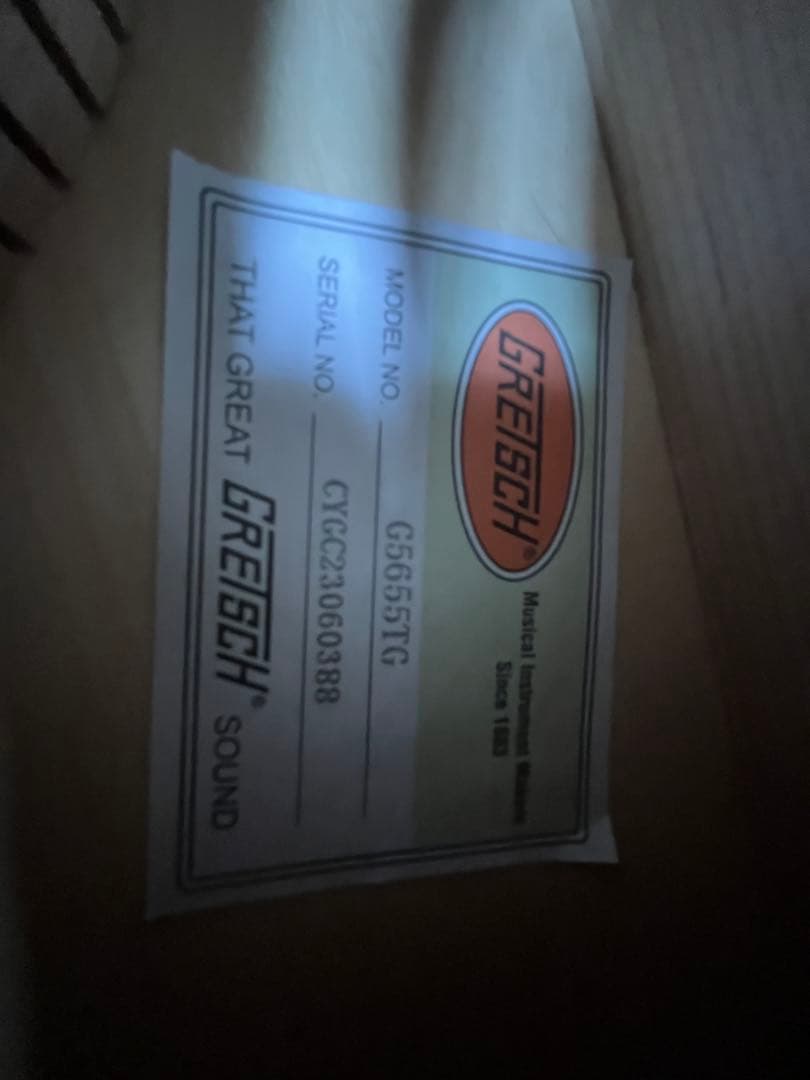 GRETSCH®
Musical Instrument Makers
Since 1883
MODEL NO. G5655TG
SERIAL NO. CYGC23060388
THAT GREAT GRETSCH® SOUND